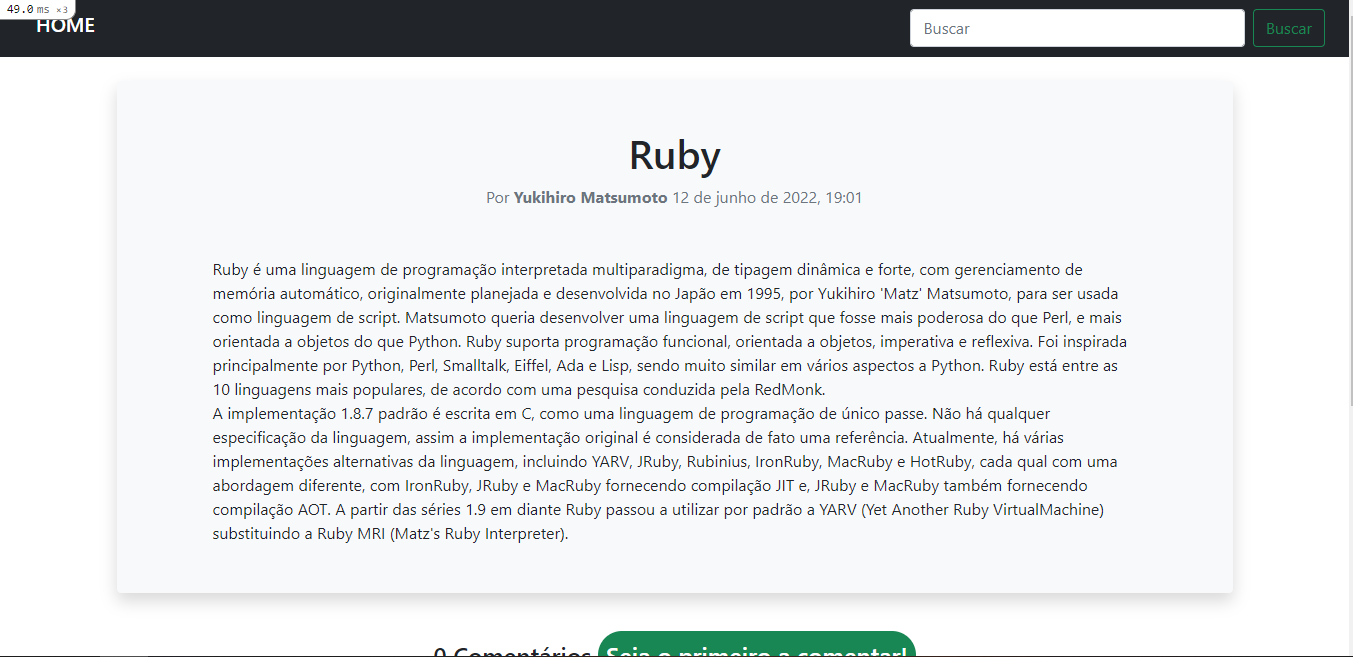 49.0 ms ×3
HOME
Buscar
Buscar
Ruby
Por Yukihiro Matsumoto 12 de junho de 2022, 19:01
Ruby é uma linguagem de programação interpretada multiparadigma, de tipagem dinâmica e forte, com gerenciamento de
memória automático, originalmente planejada e desenvolvida no Japão em 1995, por Yukihiro 'Matz' Matsumoto, para ser usada
como linguagem de script. Matsumoto queria desenvolver uma linguagem de script que fosse mais poderosa do que Perl, e mais
orientada a objetos do que Python. Ruby suporta programação funcional, orientada a objetos, imperativa e reflexiva. Foi inspirada
principalmente por Python, Perl, Smalltalk, Eiffel, Ada e Lisp, sendo muito similar em vários aspectos a Python. Ruby está entre as
10 linguagens mais populares, de acordo com uma pesquisa conduzida pela RedMonk.
A implementação 1.8.7 padrão é escrita em C, como uma linguagem de programação de único passe. Não há qualquer
especificação da linguagem, assim a implementação original é considerada de fato uma referência. Atualmente, há várias
implementações alternativas da linguagem, incluindo YARV, JRuby, Rubinius, IronRuby, MacRuby e HotRuby, cada qual com uma
abordagem diferente, com IronRuby, JRuby e MacRuby fornecendo compilação JIT e, JRuby e MacRuby também fornecendo
compilação AOT. A partir das séries 1.9 em diante Ruby passou a utilizar por padrão a YARV (Yet Another Ruby VirtualMachine)
substituindo a Ruby MRI (Matz's Ruby Interpreter).
0 Comentários Seja o primeiro a comentar!